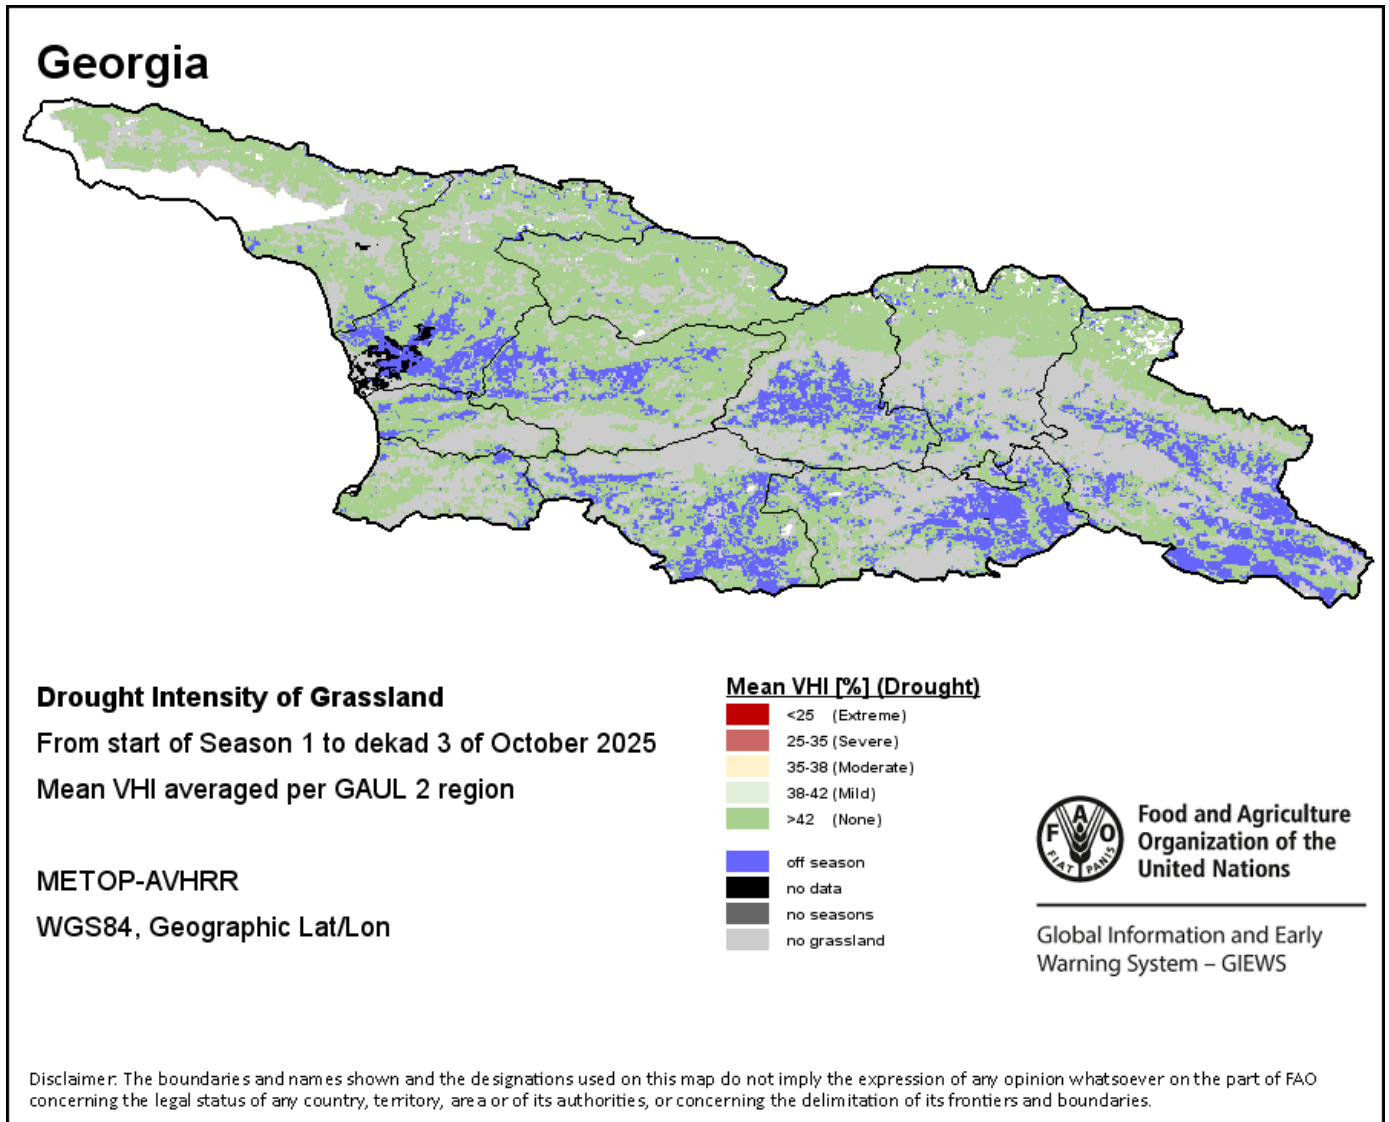 Georgia
Drought Intensity of Grassland
From start of Season 1 to dekad 3 of October 2025
Mean VHI averaged per GAUL 2 region
METOP-AVHRR
WGS84, Geographic Lat/Lon
Mean VHI [%] (Drought)
<25 (Extreme)
25-35 (Severe)
35-38 (Moderate)
38-42 (Mild)
>42 (None)
off season
no data
no seasons
no grassland
F A O
FIAT PANIS
Food and Agriculture
Organization of the
United Nations
Global Information and Early
Warning System – GIEWS
Disclaimer: The boundaries and names shown and the designations used on this map do not imply the expression of any opinion whatsoever on the part of FAO
concerning the legal status of any country, territory, area or of its authorities, or concerning the delimitation of its frontiers and boundaries.